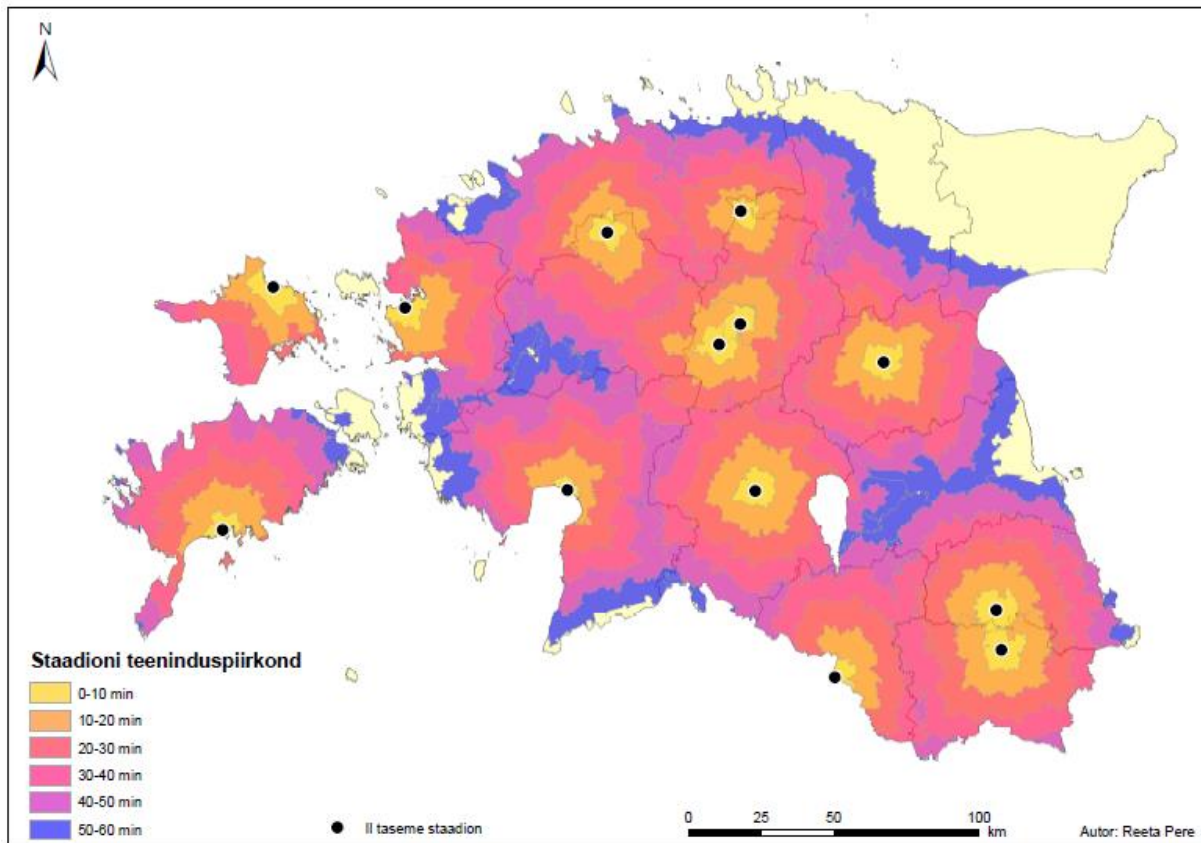 N
Staadioni teeninduspiirkond
0-10 min
10-20 min
20-30 min
30-40 min
40-50 min
50-60 min
II taseme staadion
0 25 50 100
km
Autor: Reeta Pere